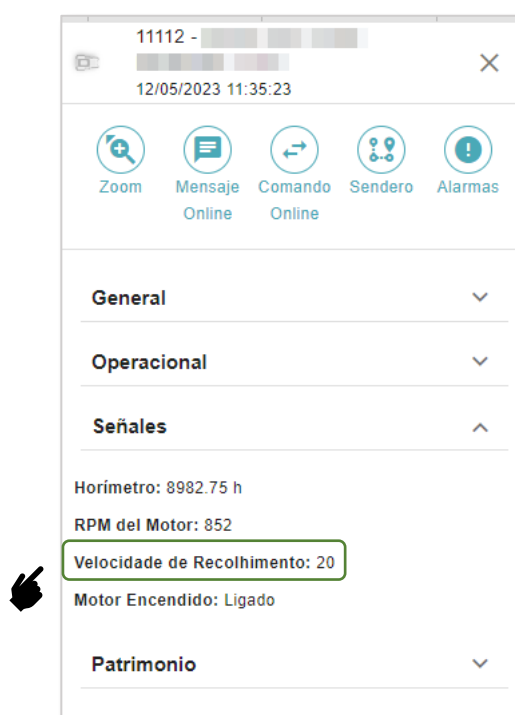 11112 -
12/05/2023 11:35:23
Zoom
Mensaje Online
Comando Online
Sendero
Alarmas
General
Operacional
Señales
Horímetro: 8982.75 h
RPM del Motor: 852
Velocidade de Recolhimento: 20
Motor Encendido: Ligado
Patrimonio